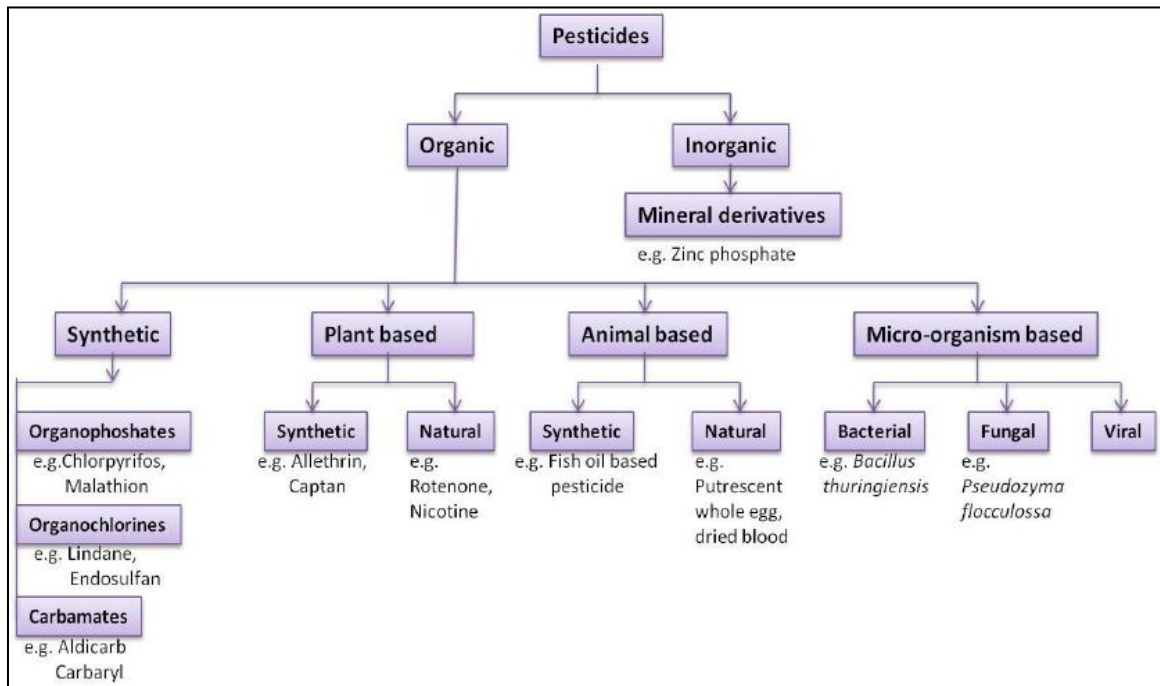 Pesticides
Organic
Inorganic
Mineral derivatives
e.g. Zinc phosphate
Synthetic
Plant based
Animal based
Micro-organism based
Organophoshates
e.g.Chlorpyrifos,
Malathion
Organochlorines
e.g. Lindane,
Endosulfan
Carbamates
e.g. Aldicarb
Carbaryl
Synthetic
e.g. Allethrin,
Captan
Natural
e.g.
Rotenone,
Nicotine
Synthetic
e.g. Fish oil based
pesticide
Natural
e.g.
Putrescent
whole egg,
dried blood
Bacterial
e.g. Bacillus
thuringiensis
Fungal
e.g.
Pseudozyma
flocculossa
Viral